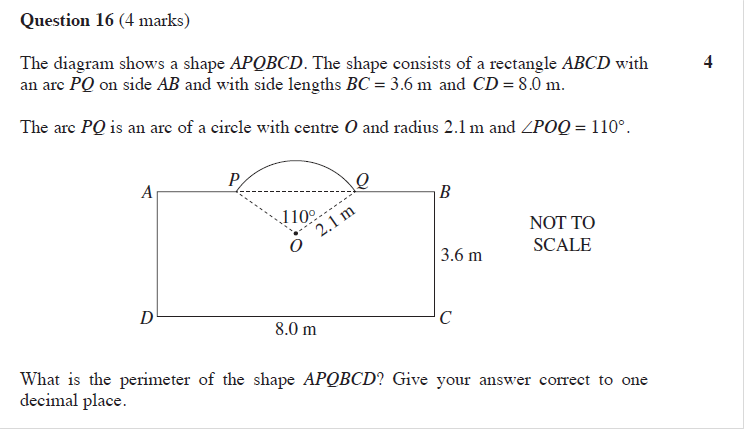 Question 16 (4 marks)
The diagram shows a shape APQBCD. The shape consists of a rectangle ABCD with 4
an arc PQ on side AB and with side lengths BC = 3.6 m and CD = 8.0 m.
The arc PQ is an arc of a circle with centre O and radius 2.1 m and ∠POQ = 110°.
P Q
A B
110° 2.1 m
O
NOT TO
SCALE
3.6 m
D C
8.0 m
What is the perimeter of the shape APQBCD? Give your answer correct to one
decimal place.